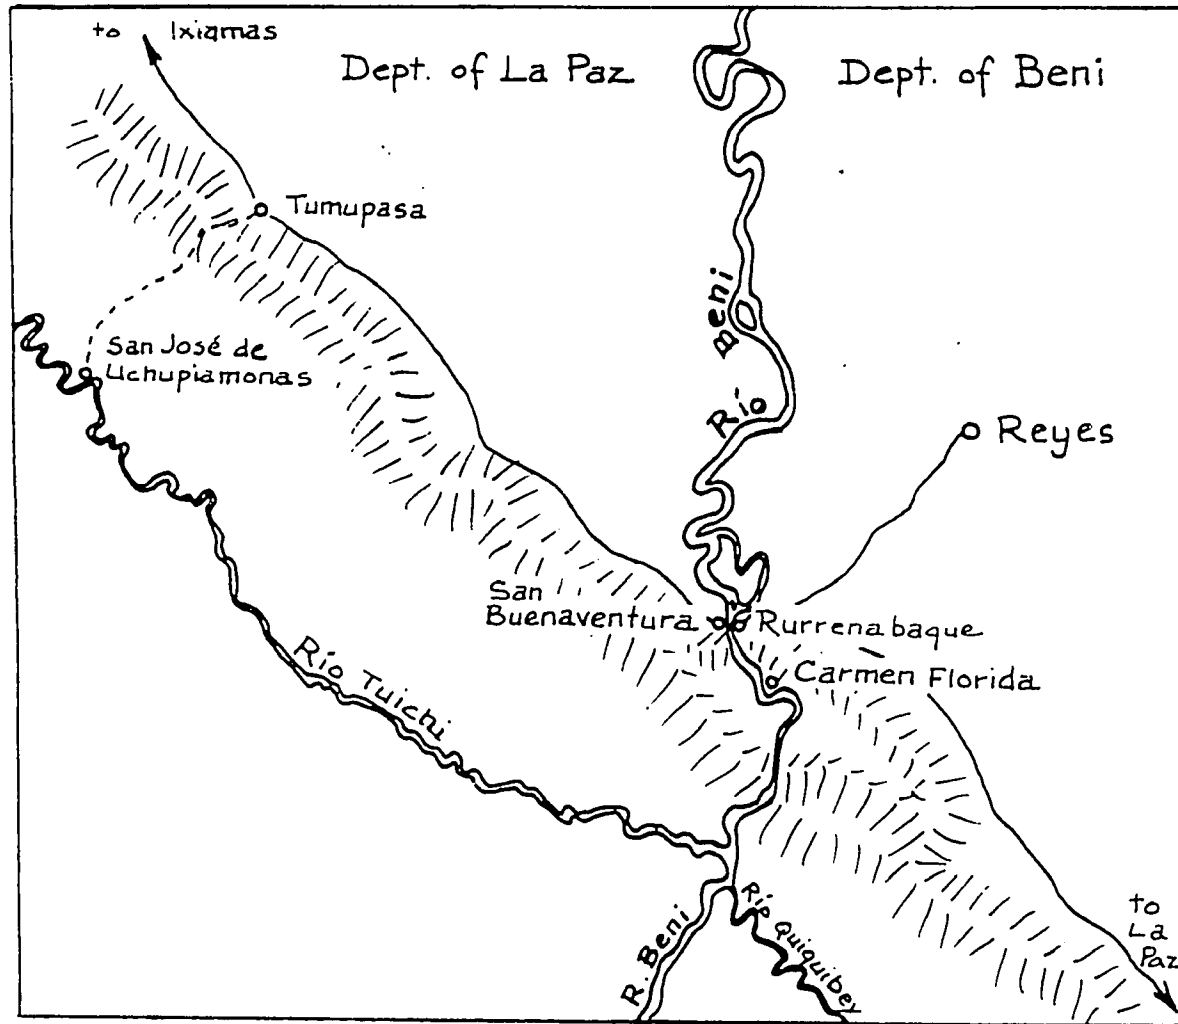 to Ixiamas
Dept. of La Paz
Dept. of Beni
Tumupasa
San José de
Uchupiamonas
Río Beni
Reyes
San
Buenaventura
Rurrenabaque
Carmen Florida
Río Tuichi
R. Beni
Río Quiquibey
to
La
Paz